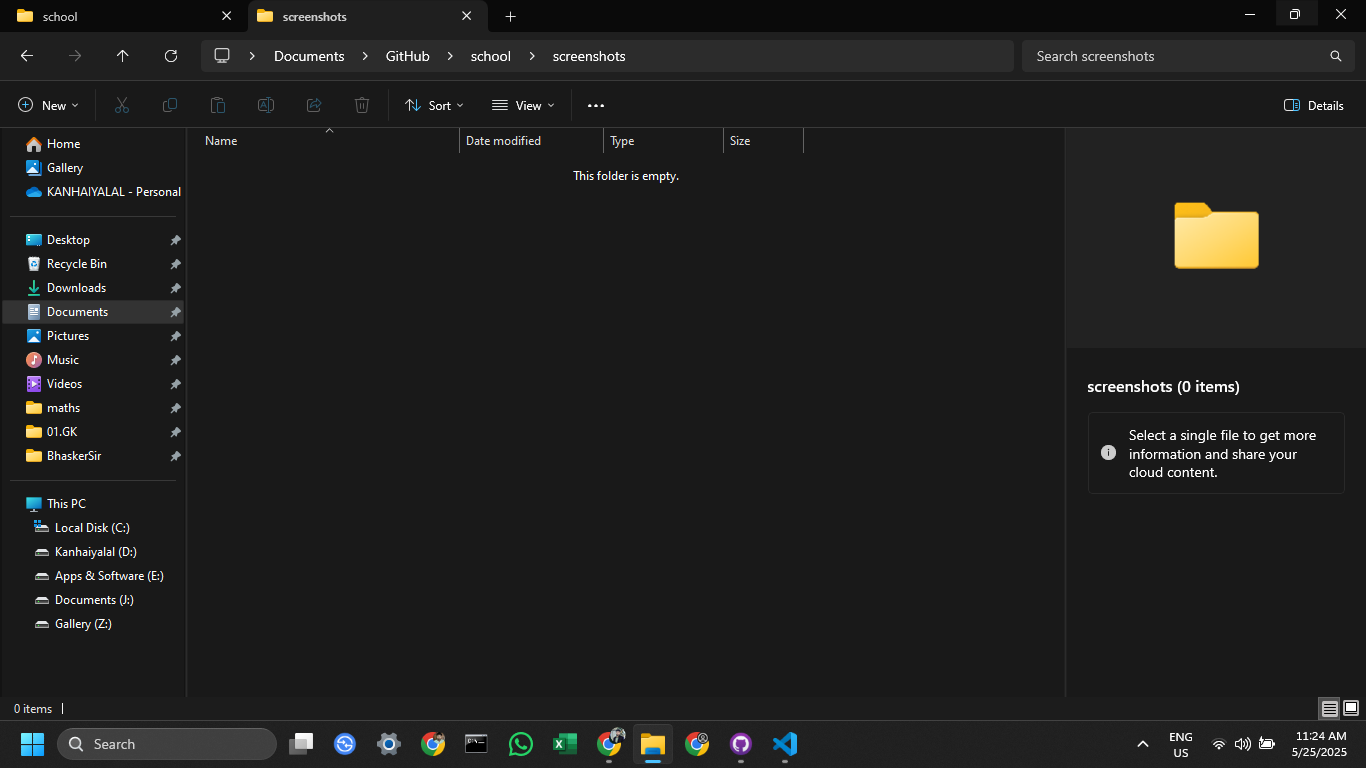 school
screenshots
Documents
GitHub
school
screenshots
Search screenshots
New
Sort
View
Details
Home
Gallery
KANHAIYALAL - Personal
Desktop
Recycle Bin
Downloads
Documents
Pictures
Music
Videos
maths
01.GK
BhaskerSir
This PC
Local Disk (C:)
Kanhaiyalal (D:)
Apps & Software (E:)
Documents (J:)
Gallery (Z:)
Name
Date modified
Type
Size
This folder is empty.
screenshots (0 items)
Select a single file to get more
information and share your
cloud content.
0 items
Search
ENG
US
11:24 AM
5/25/2025